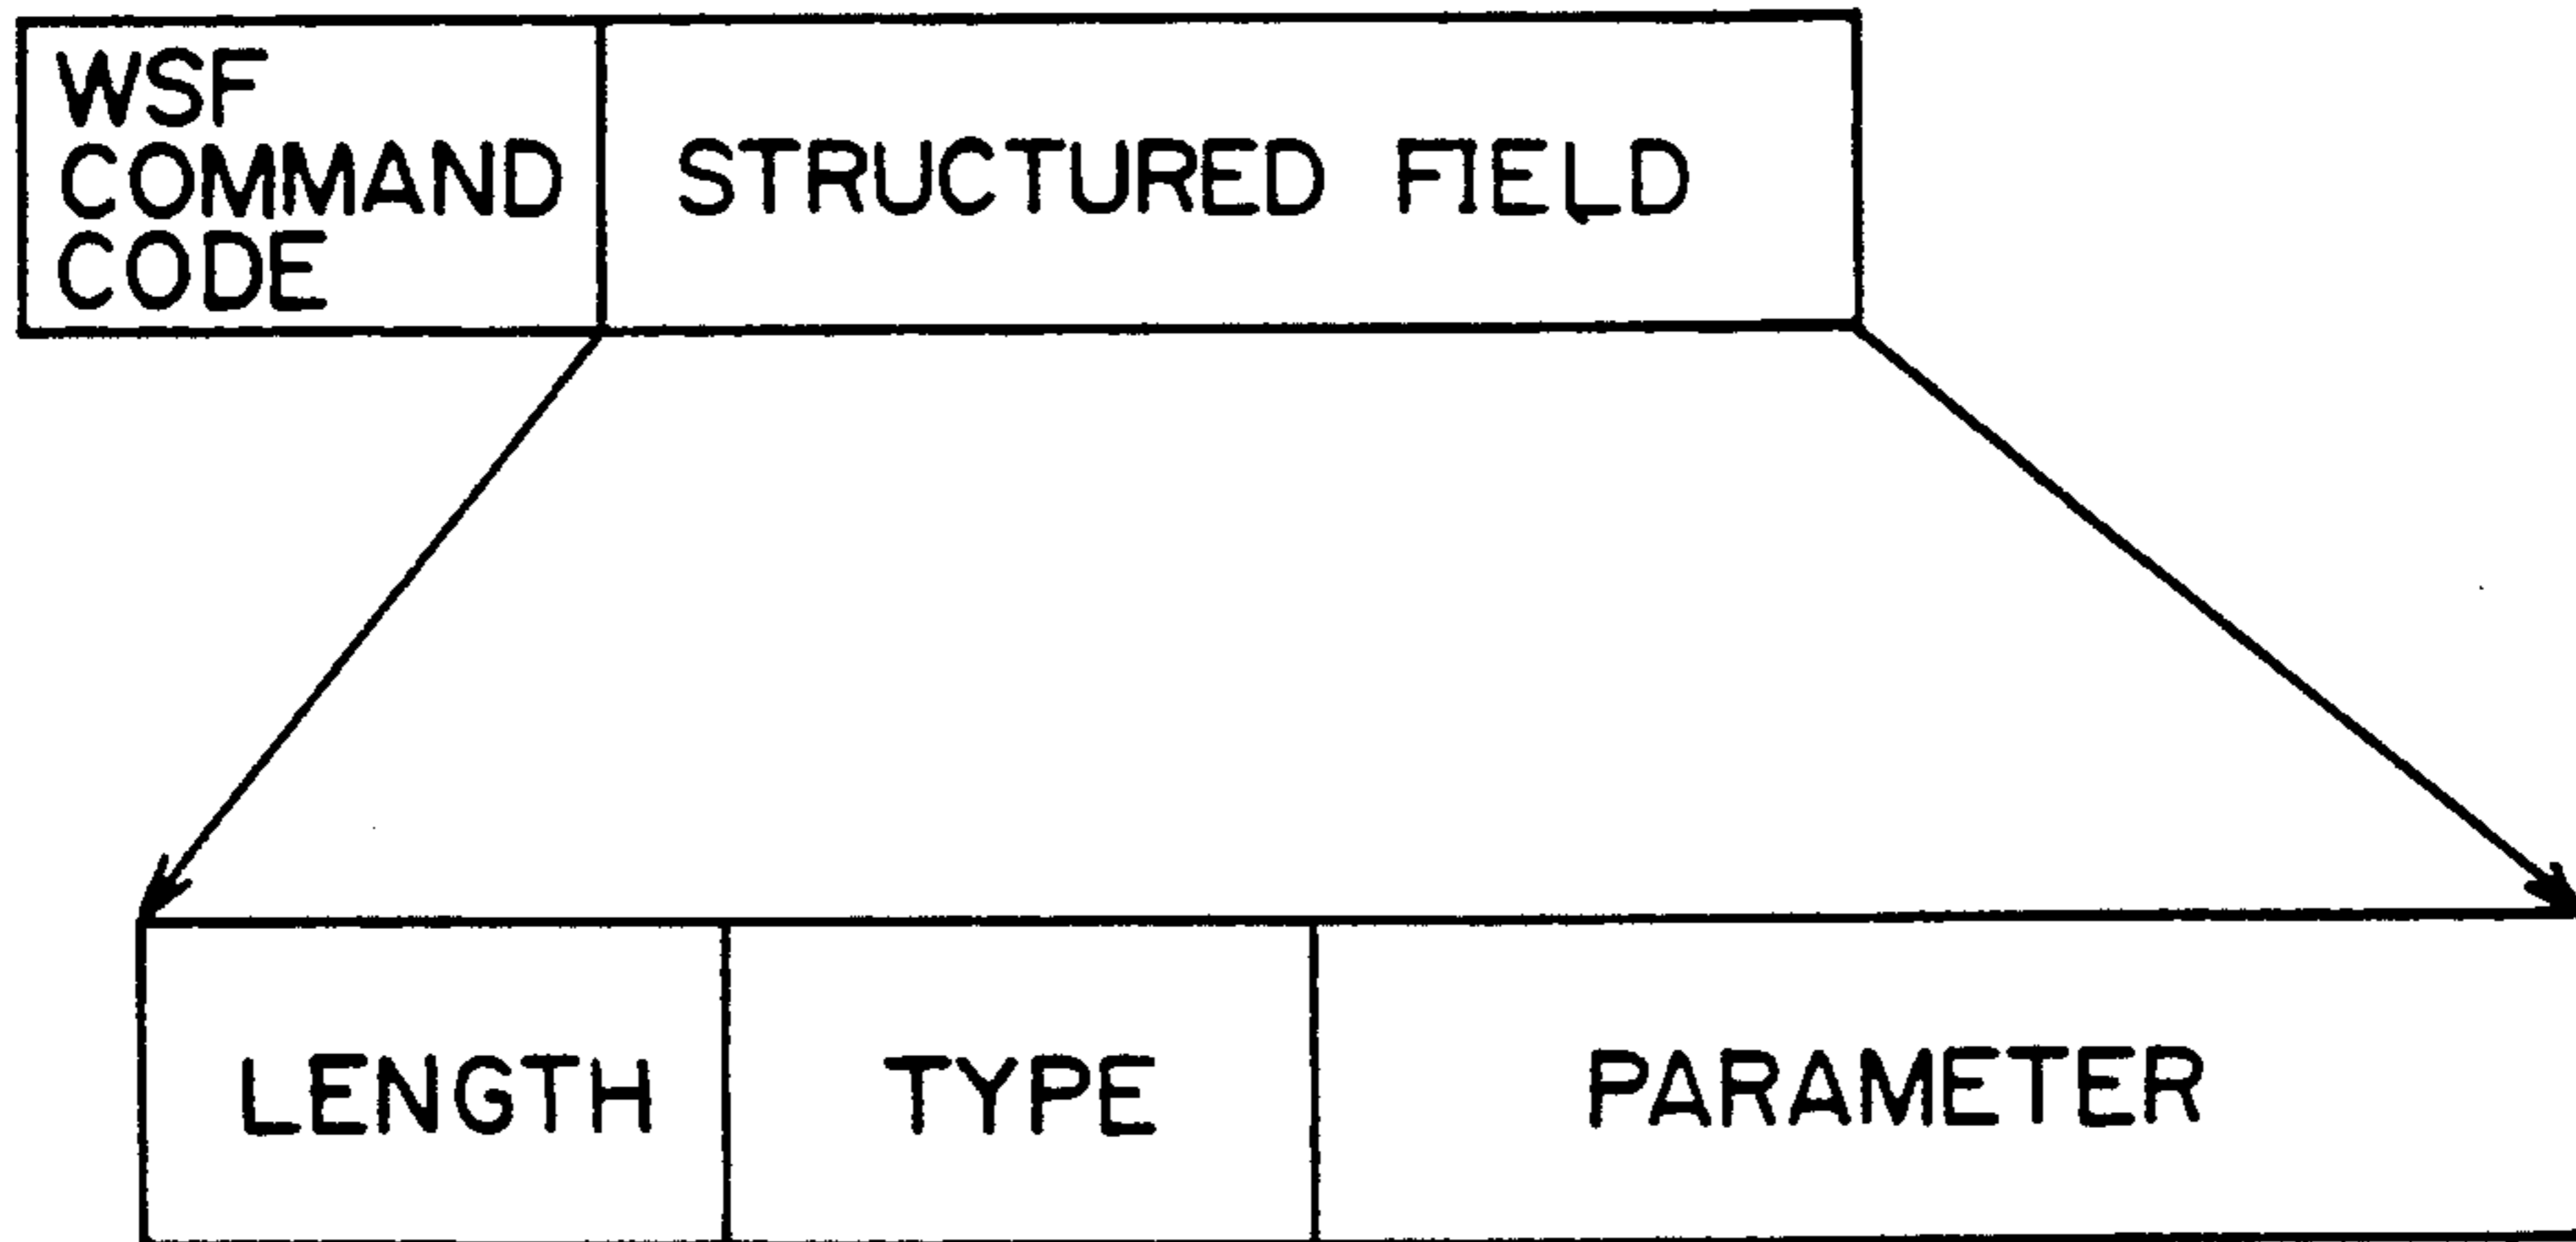 WSF
COMMAND
CODE
STRUCTURED FIELD
LENGTH
TYPE
PARAMETER